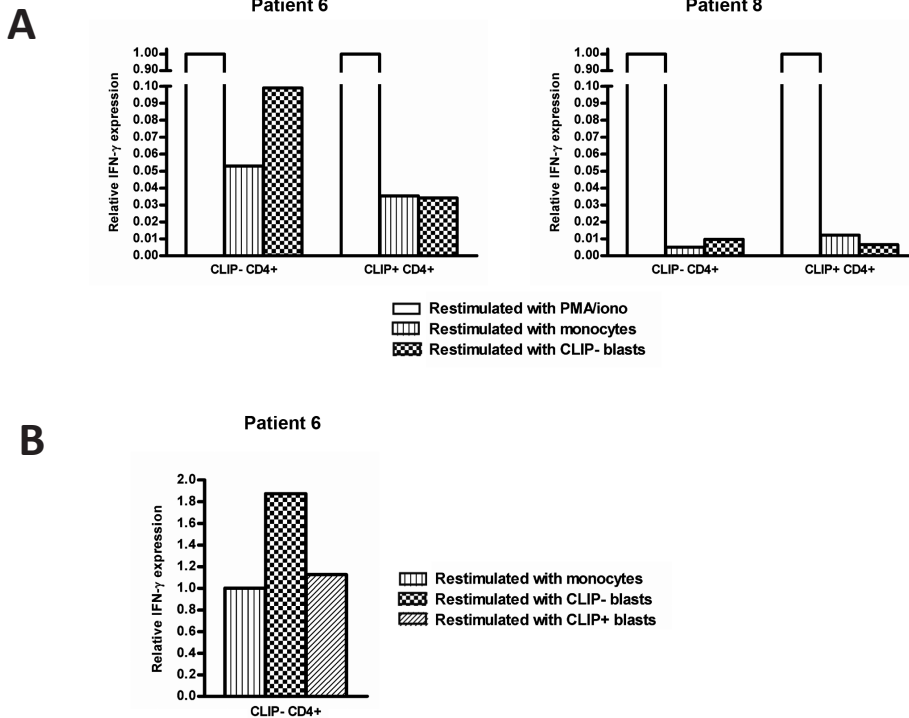 A
Patient 6
Relative IFN-γ expression
1.00
0.90
0.10
0.09
0.08
0.07
0.06
0.05
0.04
0.03
0.02
0.01
0.00
CLIP- CD4+
CLIP+ CD4+
Patient 8
Relative IFN-γ expression
1.00
0.90
0.10
0.09
0.08
0.07
0.06
0.05
0.04
0.03
0.02
0.01
0.00
CLIP- CD4+
CLIP+ CD4+
Restimulated with PMA/iono
Restimulated with monocytes
Restimulated with CLIP- blasts
B
Patient 6
Relative IFN-γ expression
2.0
1.8
1.6
1.4
1.2
1.0
0.8
0.6
0.4
0.2
0.0
CLIP- CD4+
Restimulated with monocytes
Restimulated with CLIP- blasts
Restimulated with CLIP+ blasts